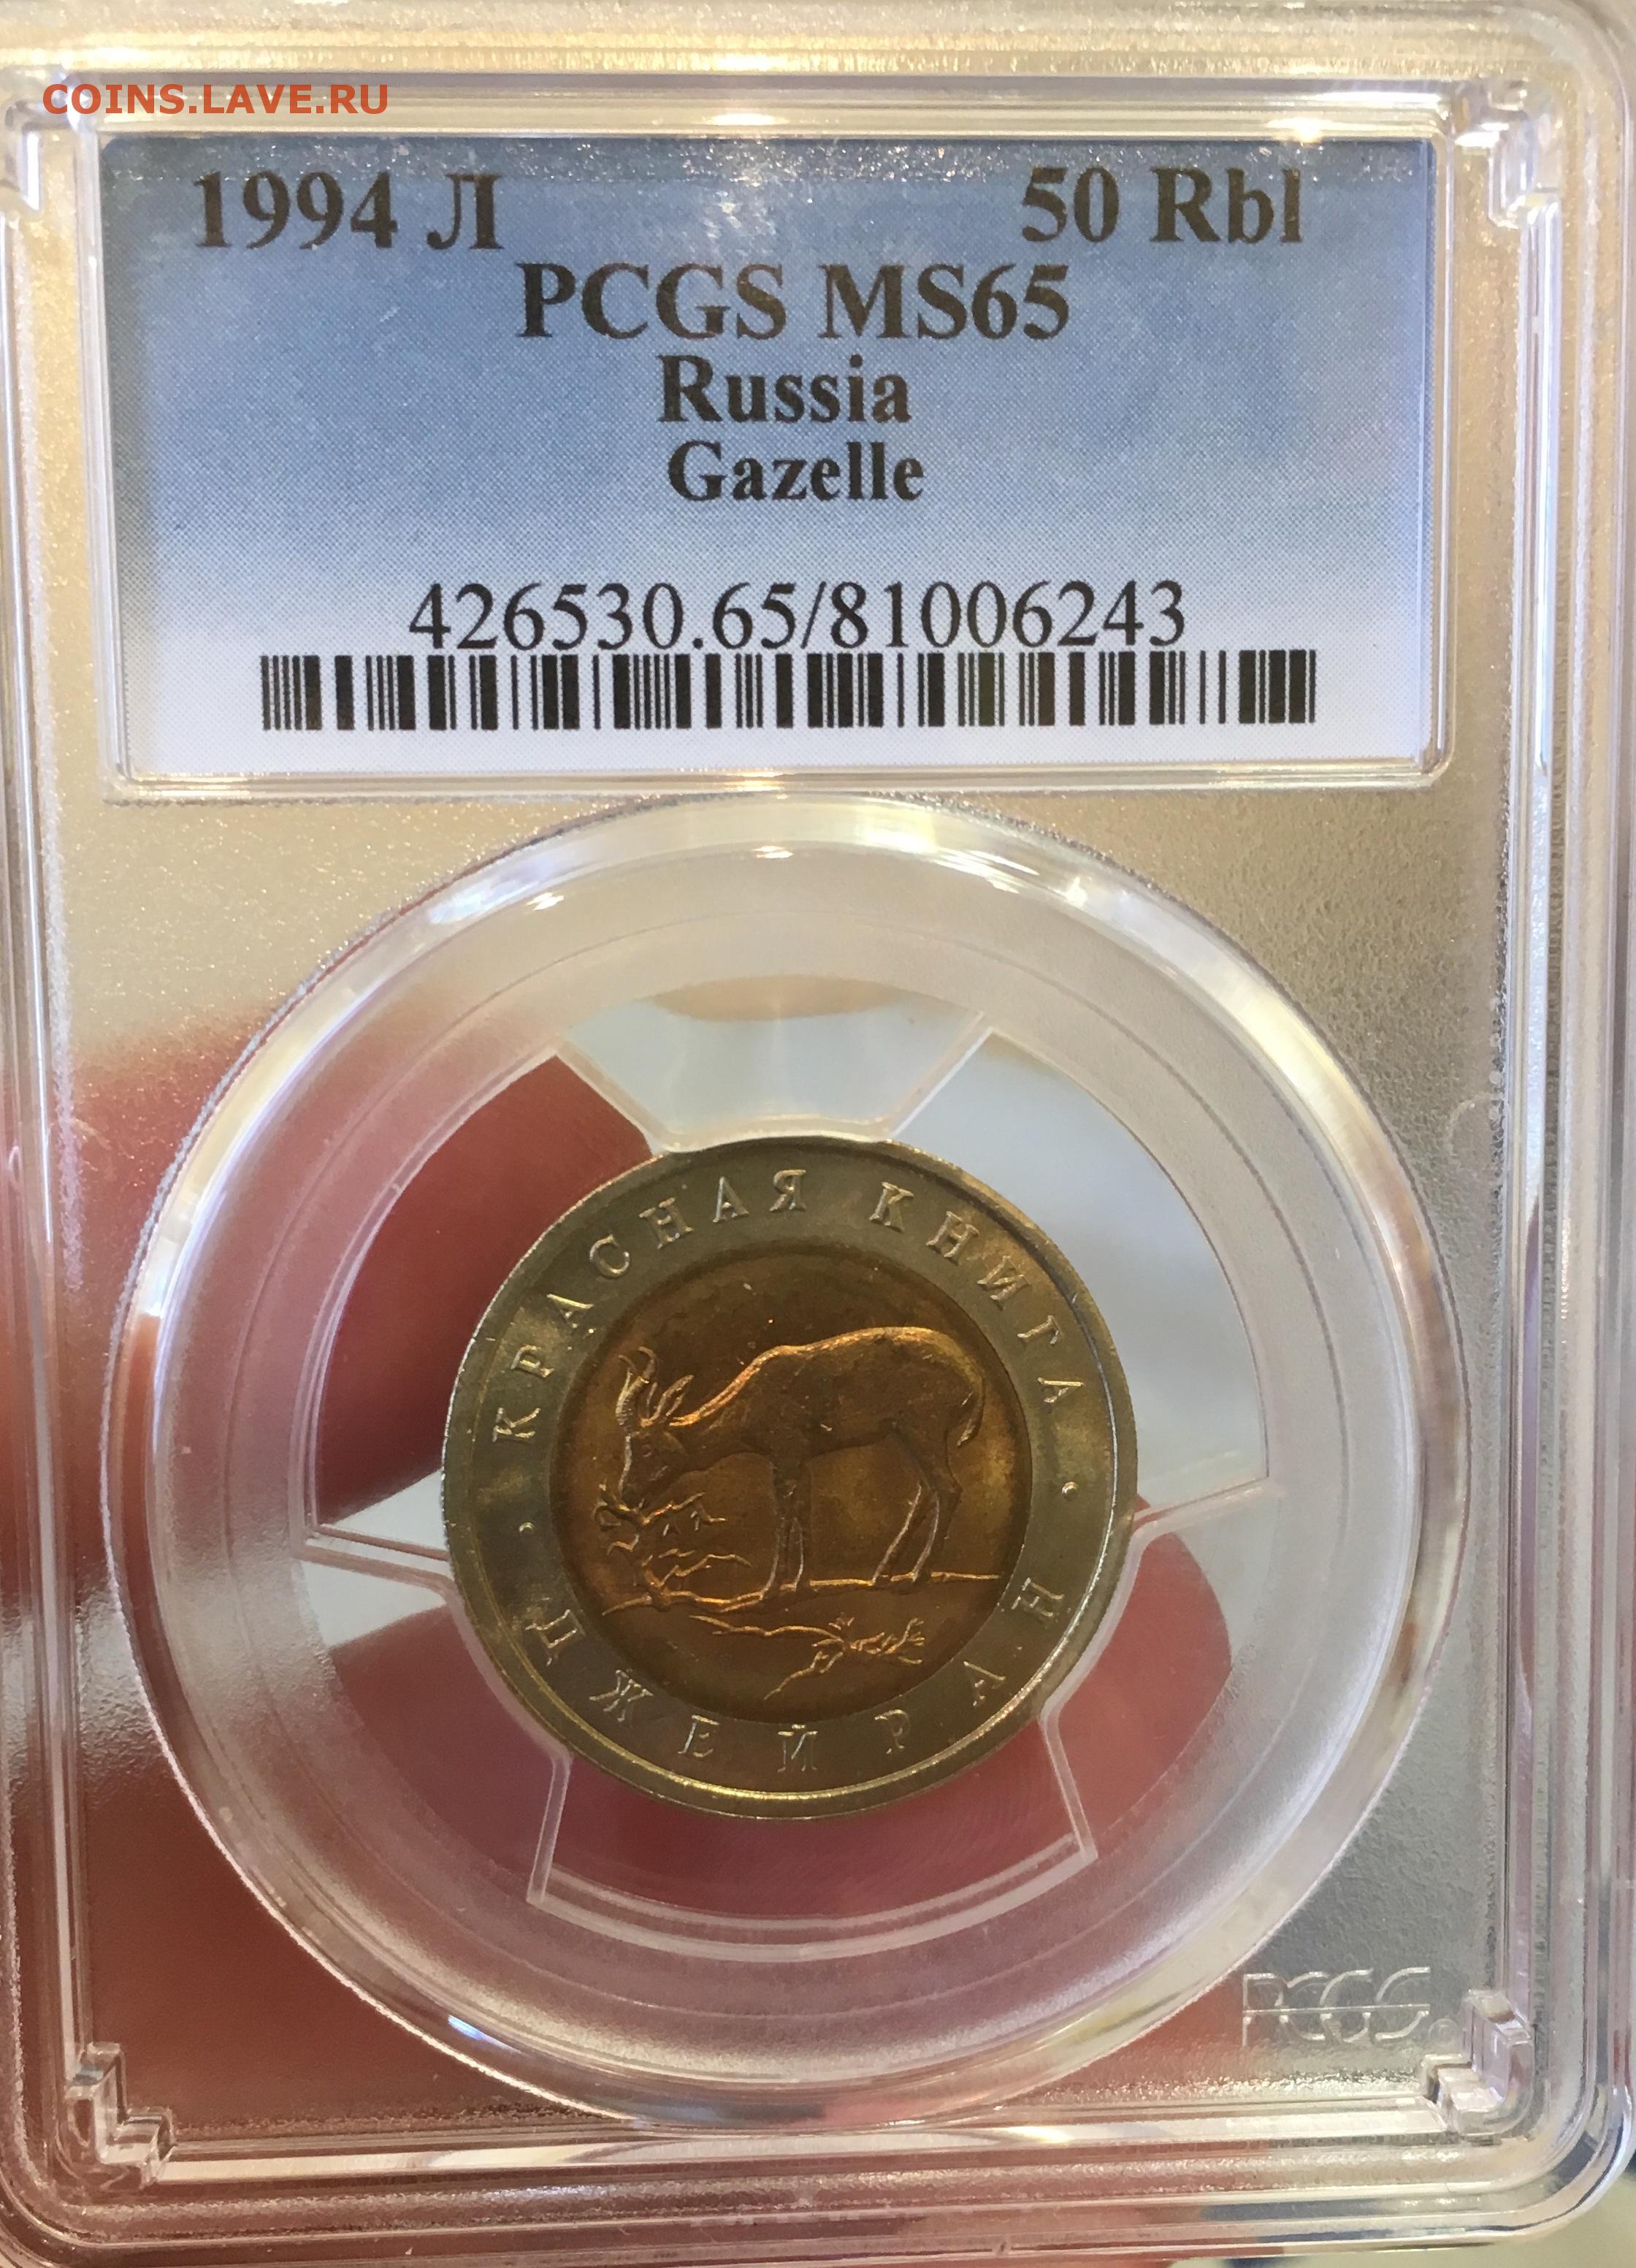 COINS.LAVE.RU
1994 Л 50 Rbl
PCGS MS65
Russia
Gazelle
426530.65/81006243
· КРАСНАЯ КНИГА ·
ДЖЕЙРАН
PCGS